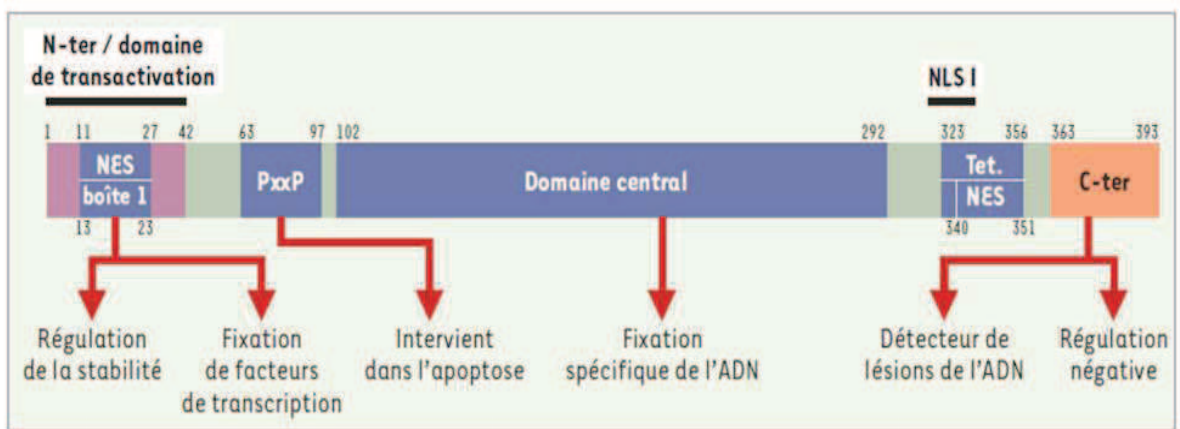 N-ter / domaine
de transactivation
NLS I
1 11 27 42 63 97 102 292 323 356 363 393
NES
boîte 1
PxxP
Domaine central
Tet.
NES
C-ter
13 23 340 351
Régulation
de la stabilité
Fixation
de facteurs
de transcription
Intervient
dans l'apoptose
Fixation
spécifique de l'ADN
Détecteur de
lésions de l'ADN
Régulation
négative